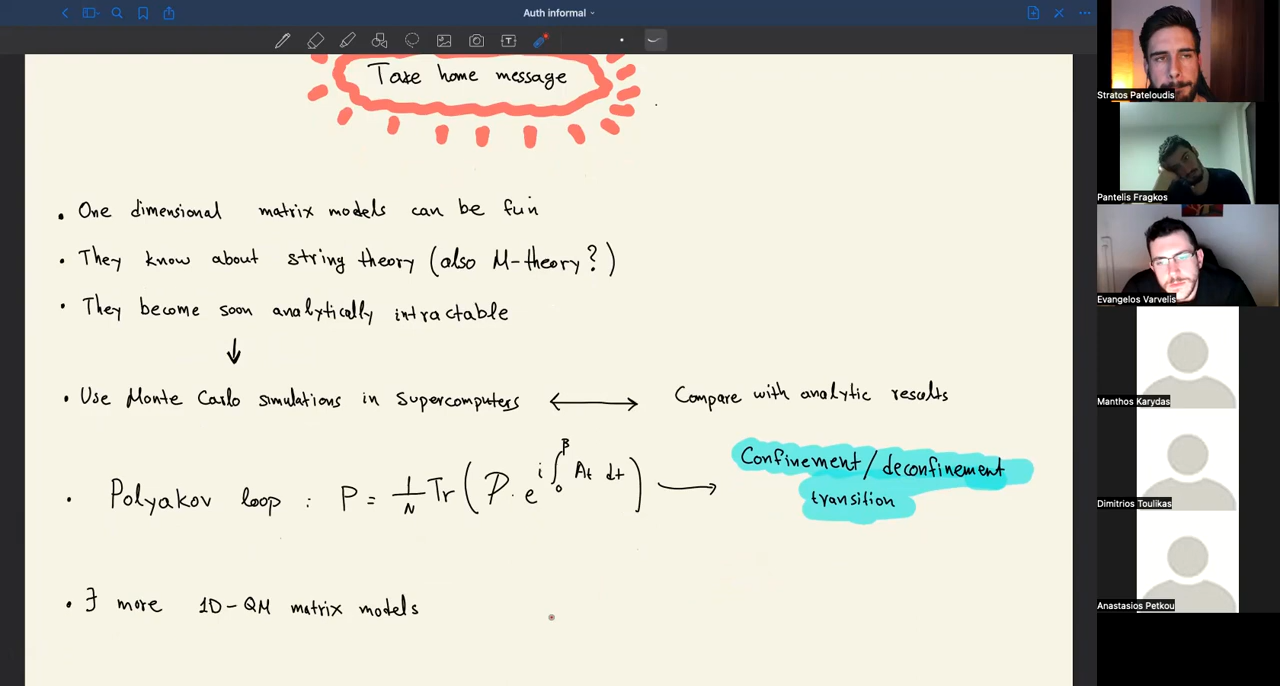 Auth informal
Take home message
• One dimensional matrix models can be fun
• They know about string theory (also M-theory?)
• They become soon analytically intractable
↓
• Use Monte Carlo simulations in Supercomputers ⟷ Compare with analytic results
• Polyakov loop : P = 1/N Tr ( P · e^{i ∫_0^β A_t dt} ) ⟶ Confinement / deconfinement
transition
• ∃ more 1D-QM matrix models
Stratos Pateloudis
Pantelis Fragkos
Evangelos Varvelis
Manthos Karydas
Dimitrios Toulikas
Anastasios Petkou